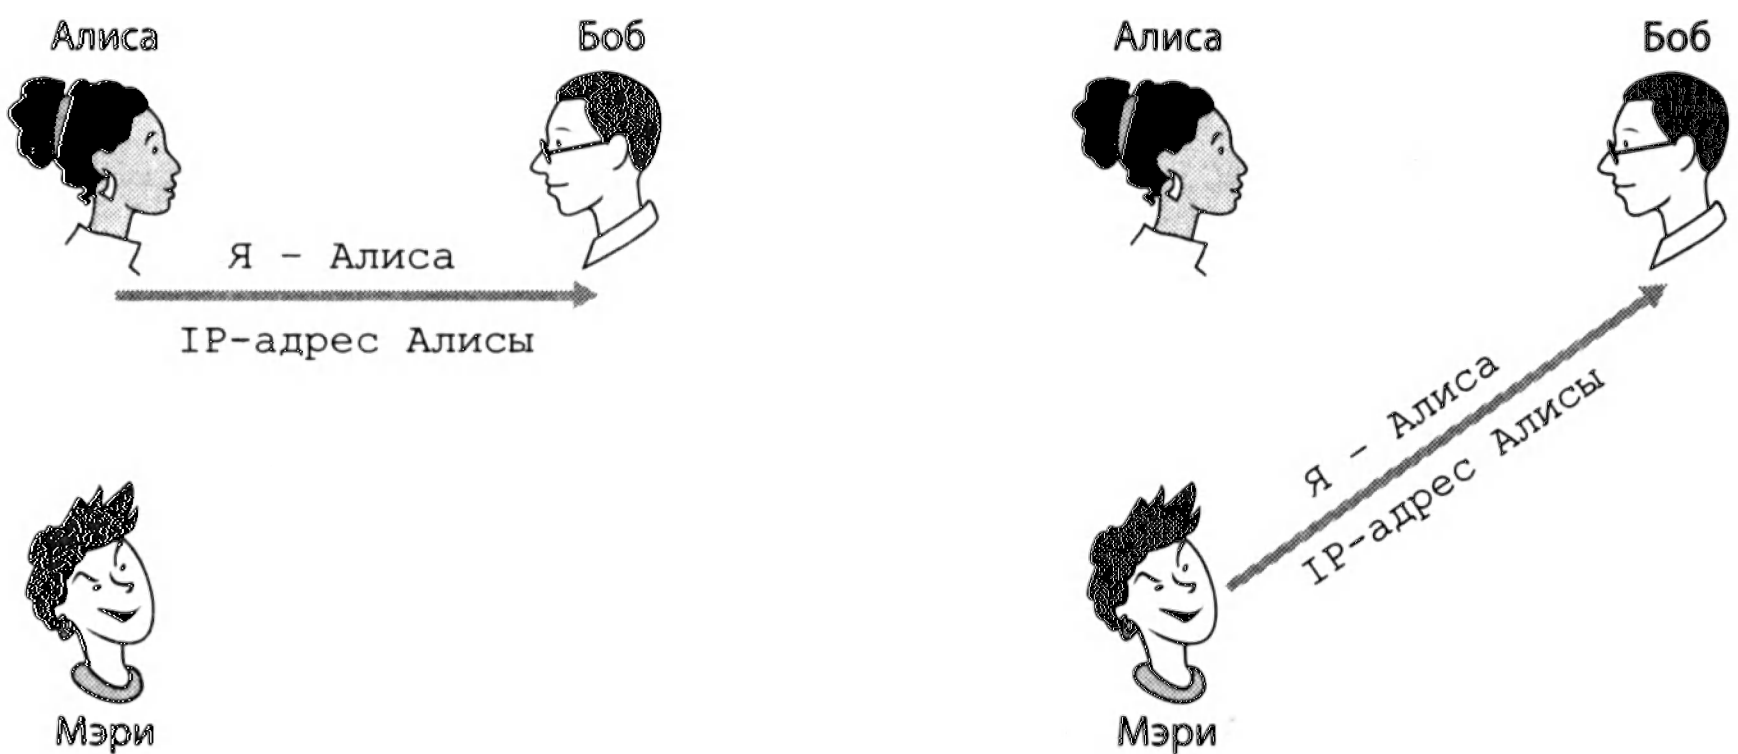 Алиса
Боб
Я - Алиса
IP-адрес Алисы
Мэри
Алиса
Боб
Я - Алиса
IP-адрес Алисы
Мэри